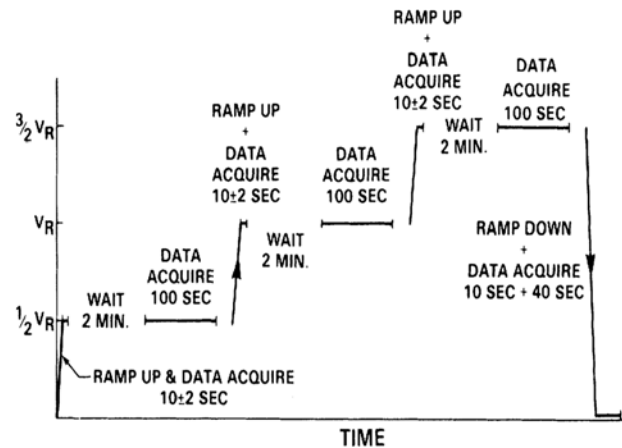 RAMP UP
+
DATA
ACQUIRE
10±2 SEC
DATA
ACQUIRE
100 SEC
3/2 VR
WAIT
2 MIN.
RAMP UP
+
DATA
ACQUIRE
10±2 SEC
DATA
ACQUIRE
100 SEC
VR
WAIT
2 MIN.
RAMP DOWN
+
DATA ACQUIRE
10 SEC + 40 SEC
DATA
ACQUIRE
100 SEC
WAIT
2 MIN.
1/2 VR
RAMP UP & DATA ACQUIRE
10±2 SEC
TIME